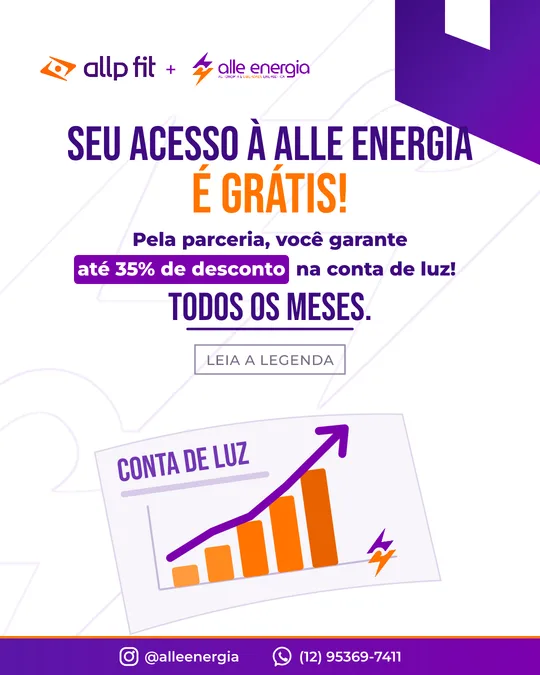 allp fit + alle energia
SEU ACESSO À ALLE ENERGIA
É GRÁTIS!
Pela parceria, você garante
até 35% de desconto na conta de luz!
TODOS OS MESES.
LEIA A LEGENDA
CONTA DE LUZ
@alleenergia (12) 95369-7411